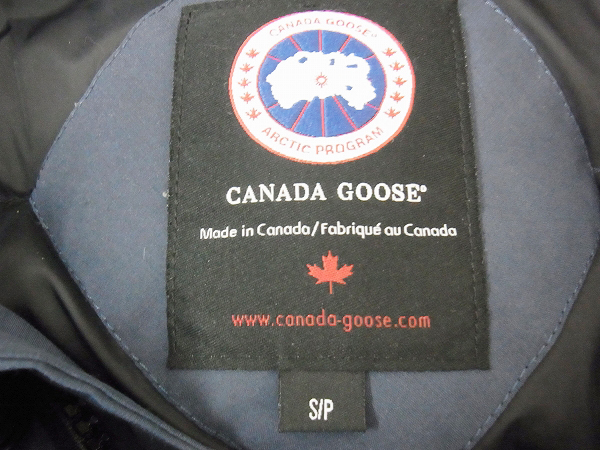 CANADA GOOSE®
ARCTIC PROGRAM
CANADA GOOSE®
Made in Canada/Fabriqué au Canada
www.canada-goose.com
S/P